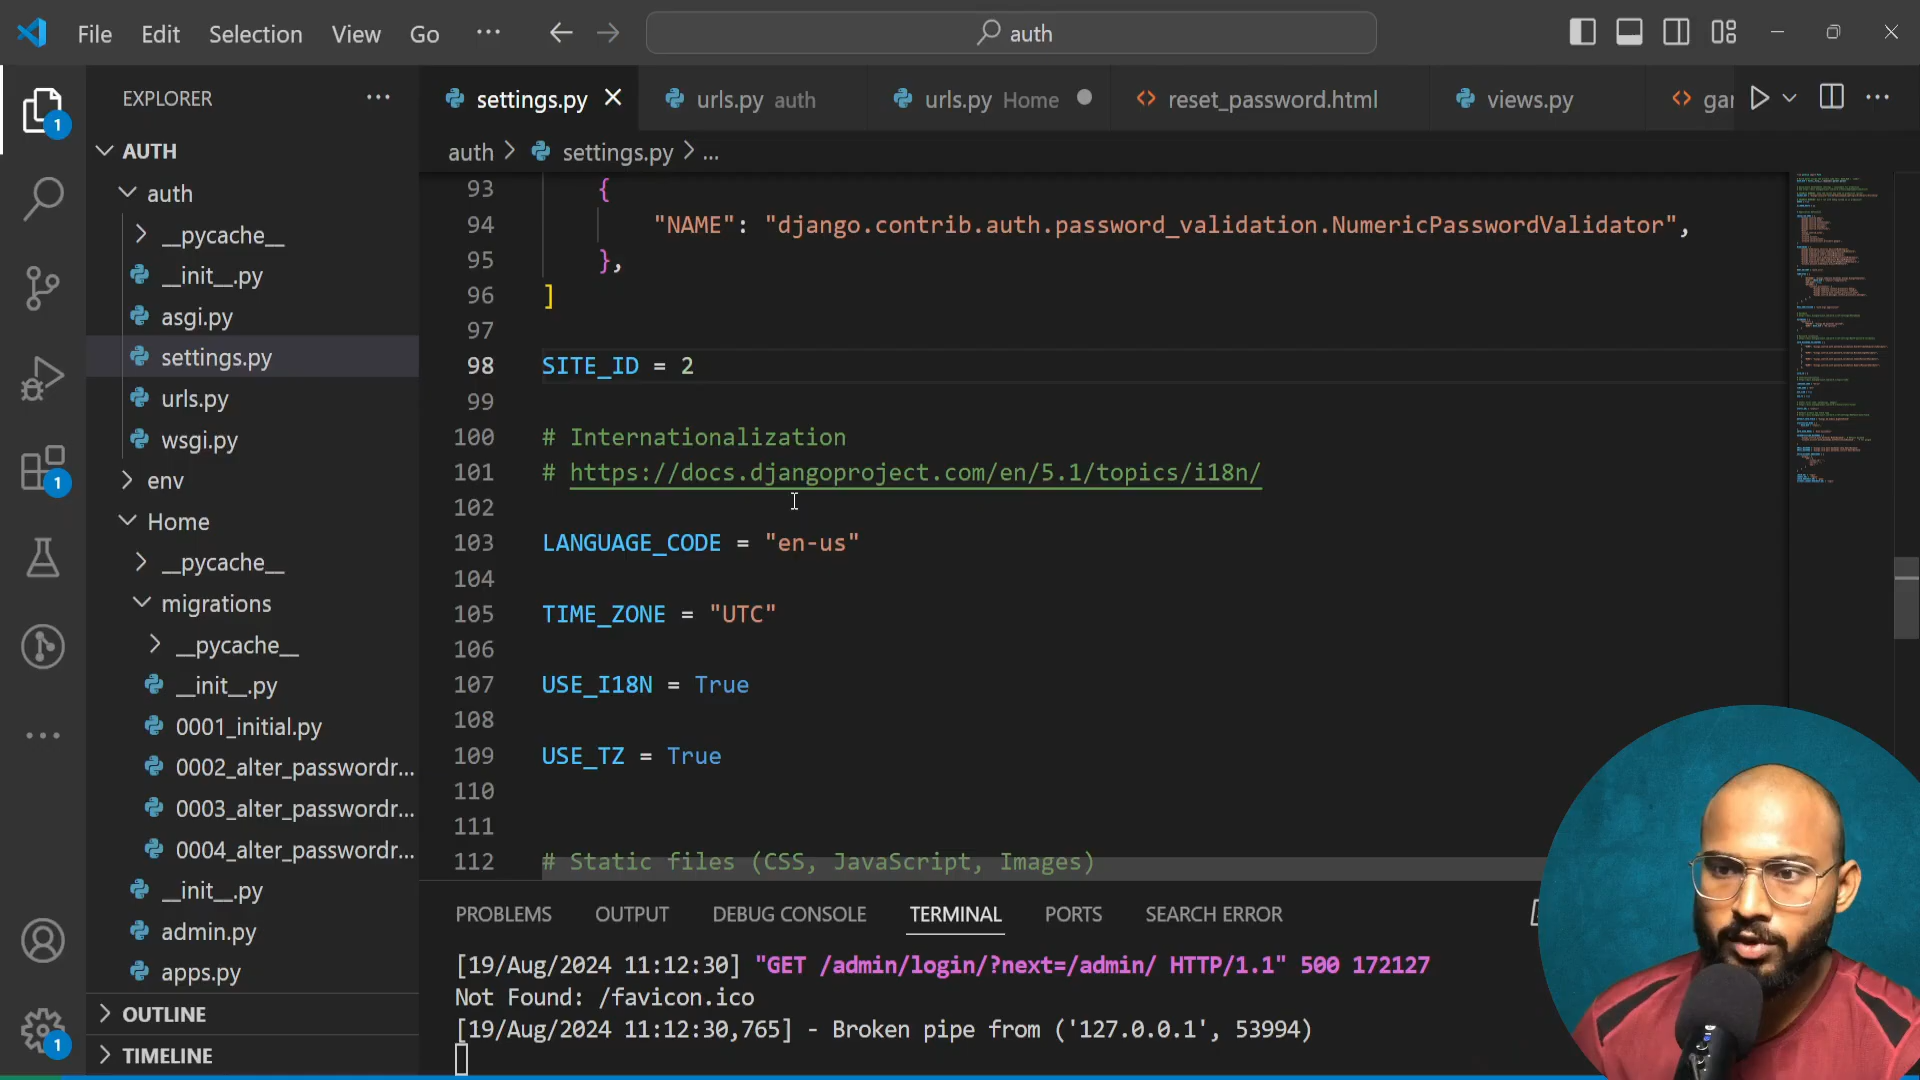 File Edit Selection View Go ··· auth
EXPLORER ···
settings.py urls.py auth urls.py Home reset_password.html views.py gar ···
auth > settings.py > ...
1
AUTH
auth
__pycache__
__init__.py
asgi.py
settings.py
urls.py
wsgi.py
env
Home
__pycache__
migrations
__pycache__
__init__.py
0001_initial.py
0002_alter_passwordr...
0003_alter_passwordr...
0004_alter_passwordr...
__init__.py
admin.py
apps.py
OUTLINE
TIMELINE
1
1
93 {
94 "NAME": "django.contrib.auth.password_validation.NumericPasswordValidator",
95 },
96 ]
97
98 SITE_ID = 2
99
100 # Internationalization
101 # https://docs.djangoproject.com/en/5.1/topics/i18n/
102
103 LANGUAGE_CODE = "en-us"
104
105 TIME_ZONE = "UTC"
106
107 USE_I18N = True
108
109 USE_TZ = True
110
111
112 # Static files (CSS, JavaScript, Images)
PROBLEMS OUTPUT DEBUG CONSOLE TERMINAL PORTS SEARCH ERROR
[19/Aug/2024 11:12:30] "GET /admin/login/?next=/admin/ HTTP/1.1" 500 172127
Not Found: /favicon.ico
[19/Aug/2024 11:12:30,765] - Broken pipe from ('127.0.0.1', 53994)